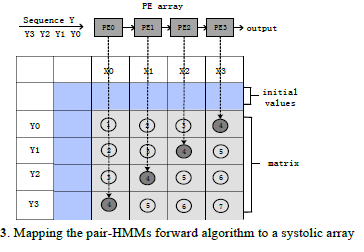 PE array
Sequence Y
Y3 Y2 Y1 Y0
PE0 PE1 PE2 PE3
output
X0 X1 X2 X3
initial
values
Y0 1 2 3 4
Y1 2 3 4 5
matrix
Y2 3 4 5 6
Y3 4 5 6 7
3. Mapping the pair-HMMs forward algorithm to a systolic array